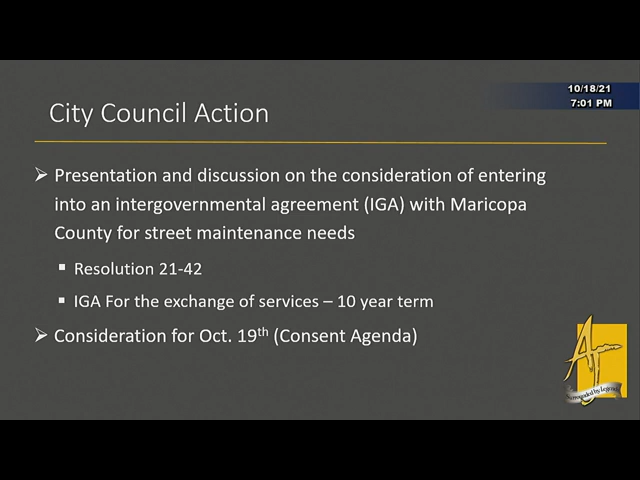 10/18/21
7:01 PM
City Council Action
Presentation and discussion on the consideration of entering
into an intergovernmental agreement (IGA) with Maricopa
County for street maintenance needs
Resolution 21-42
IGA For the exchange of services – 10 year term
Consideration for Oct. 19th (Consent Agenda)
AJ